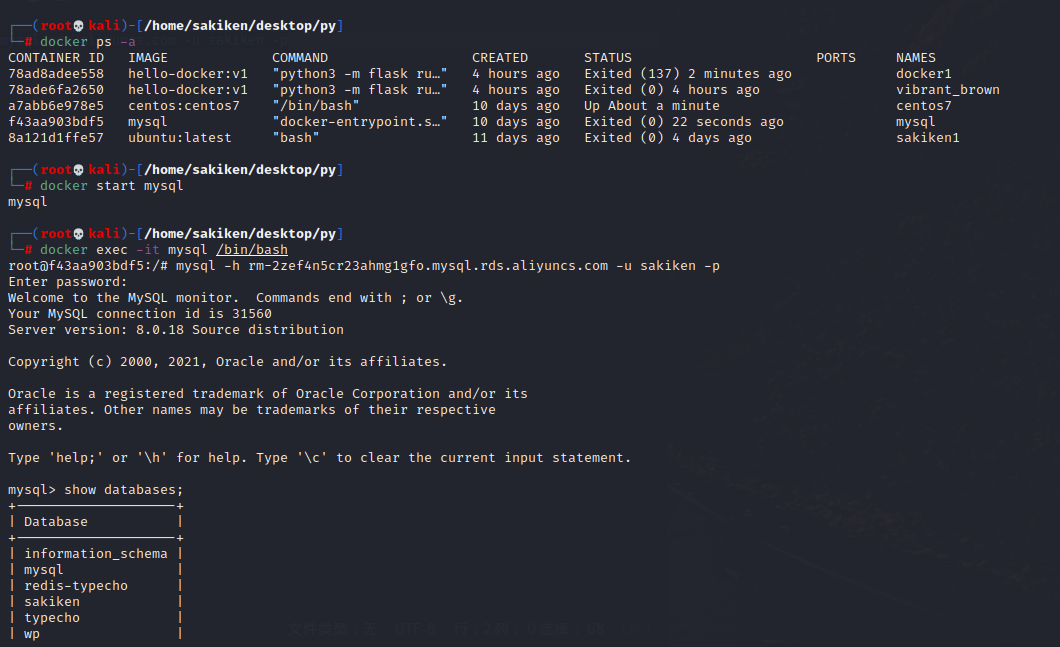 ┌──(root💀kali)-[/home/sakiken/desktop/py]
└─# docker ps -a
CONTAINER ID   IMAGE             COMMAND                  CREATED        STATUS                       PORTS     NAMES
78ad8adee558   hello-docker:v1   "python3 -m flask ru…"   4 hours ago    Exited (137) 2 minutes ago             docker1
78ade6fa2650   hello-docker:v1   "python3 -m flask ru…"   4 hours ago    Exited (0) 4 hours ago                 vibrant_brown
a7abb6e978e5   centos:centos7    "/bin/bash"              10 days ago    Up About a minute                      centos7
f43aa903bdf5   mysql             "docker-entrypoint.s…"   10 days ago    Exited (0) 22 seconds ago              mysql
8a121d1ffe57   ubuntu:latest     "bash"                   11 days ago    Exited (0) 4 days ago                  sakiken1
┌──(root💀kali)-[/home/sakiken/desktop/py]
└─# docker start mysql
mysql
┌──(root💀kali)-[/home/sakiken/desktop/py]
└─# docker exec -it mysql /bin/bash
root@f43aa903bdf5:/# mysql -h rm-2zef4n5cr23ahmg1gfo.mysql.rds.aliyuncs.com -u sakiken -p
Enter password:
Welcome to the MySQL monitor.  Commands end with ; or \g.
Your MySQL connection id is 31560
Server version: 8.0.18 Source distribution
Copyright (c) 2000, 2021, Oracle and/or its affiliates.
Oracle is a registered trademark of Oracle Corporation and/or its
affiliates. Other names may be trademarks of their respective
owners.
Type 'help;' or '\h' for help. Type '\c' to clear the current input statement.
mysql> show databases;
+--------------------+
| Database           |
+--------------------+
| information_schema |
| mysql              |
| redis-typecho      |
| sakiken            |
| typecho            |
| wp                 |